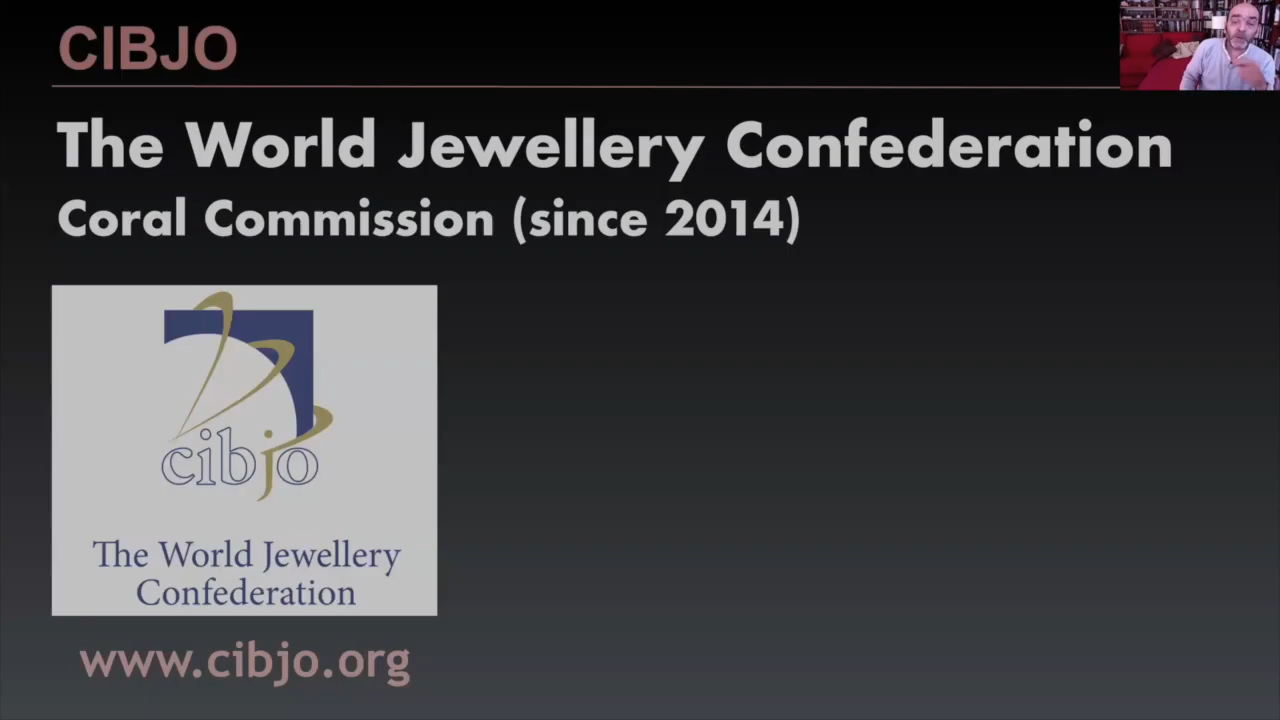 CIBJO
The World Jewellery Confederation
Coral Commission (since 2014)
cibjo
The World Jewellery
Confederation
www.cibjo.org